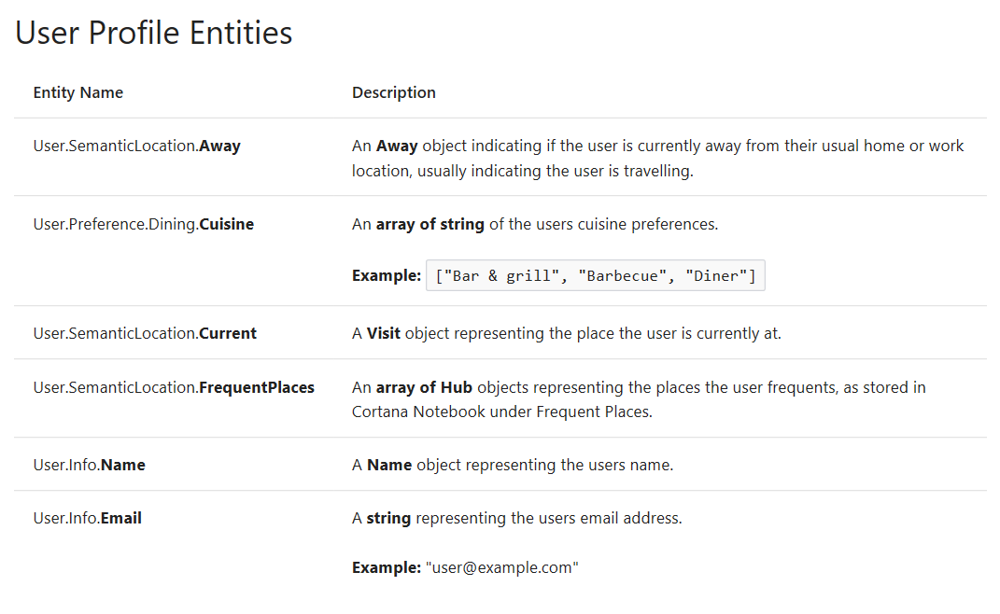 User Profile Entities
Entity Name Description
User.SemanticLocation.Away An Away object indicating if the user is currently away from their usual home or work
location, usually indicating the user is travelling.
User.Preference.Dining.Cuisine An array of string of the users cuisine preferences.
Example: ["Bar & grill", "Barbecue", "Diner"]
User.SemanticLocation.Current A Visit object representing the place the user is currently at.
User.SemanticLocation.FrequentPlaces An array of Hub objects representing the places the user frequents, as stored in
Cortana Notebook under Frequent Places.
User.Info.Name A Name object representing the users name.
User.Info.Email A string representing the users email address.
Example: "user@example.com"